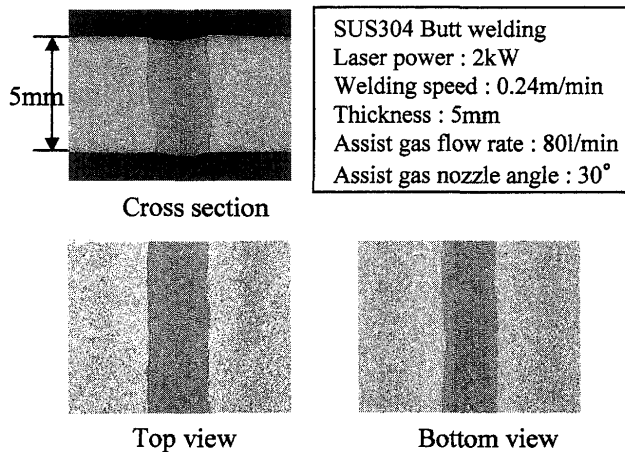 5mm
SUS304 Butt welding
Laser power : 2kW
Welding speed : 0.24m/min
Thickness : 5mm
Assist gas flow rate : 80l/min
Assist gas nozzle angle : 30°
Cross section
Top view
Bottom view